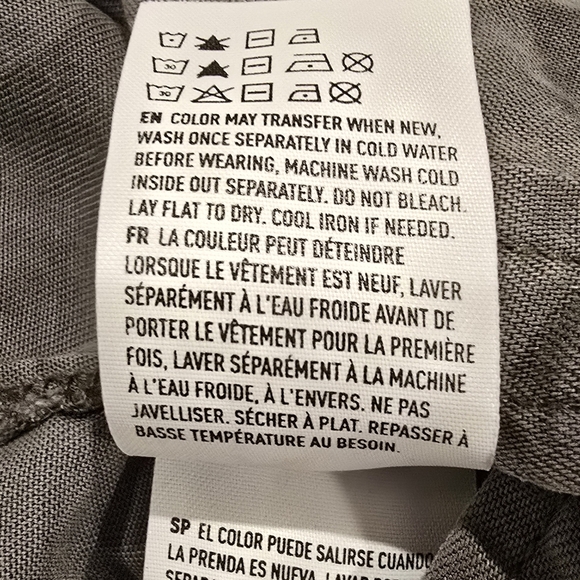 30
30
EN COLOR MAY TRANSFER WHEN NEW,
WASH ONCE SEPARATELY IN COLD WATER
BEFORE WEARING, MACHINE WASH COLD
INSIDE OUT SEPARATELY. DO NOT BLEACH.
LAY FLAT TO DRY. COOL IRON IF NEEDED.
FR LA COULEUR PEUT DÉTEINDRE
LORSQUE LE VÊTEMENT EST NEUF, LAVER
SÉPARÉMENT À L'EAU FROIDE AVANT DE
PORTER LE VÊTEMENT POUR LA PREMIÈRE
FOIS, LAVER SÉPARÉMENT À LA MACHINE
À L'EAU FROIDE, À L'ENVERS. NE PAS
JAVELLISER. SÉCHER À PLAT. REPASSER À
BASSE TEMPÉRATURE AU BESOIN.
SP EL COLOR PUEDE SALIRSE CUANDO
LA PRENDA ES NUEVA, LAVAR